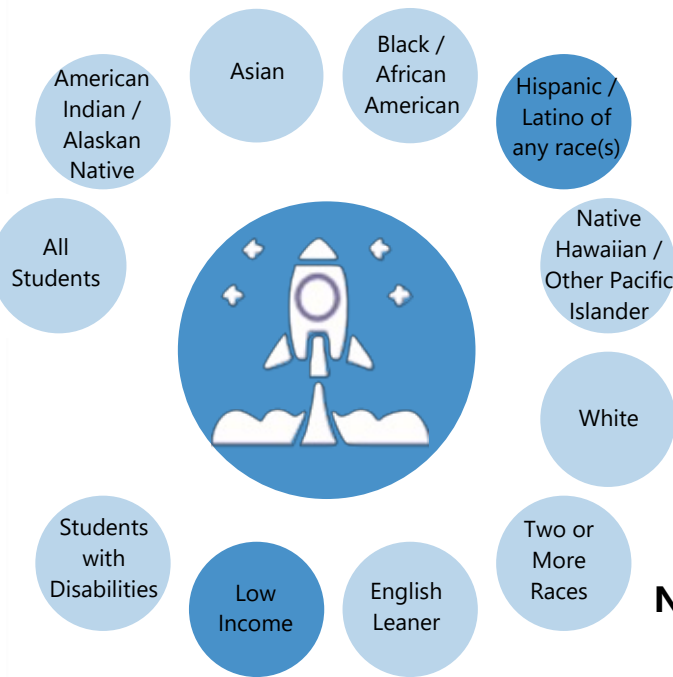 All
Students
American
Indian /
Alaskan
Native
Asian
Black /
African
American
Hispanic /
Latino of
any race(s)
Native
Hawaiian /
Other Pacific
Islander
White
Two or
More
Races
English
Leaner
Low
Income
Students
with
Disabilities
N